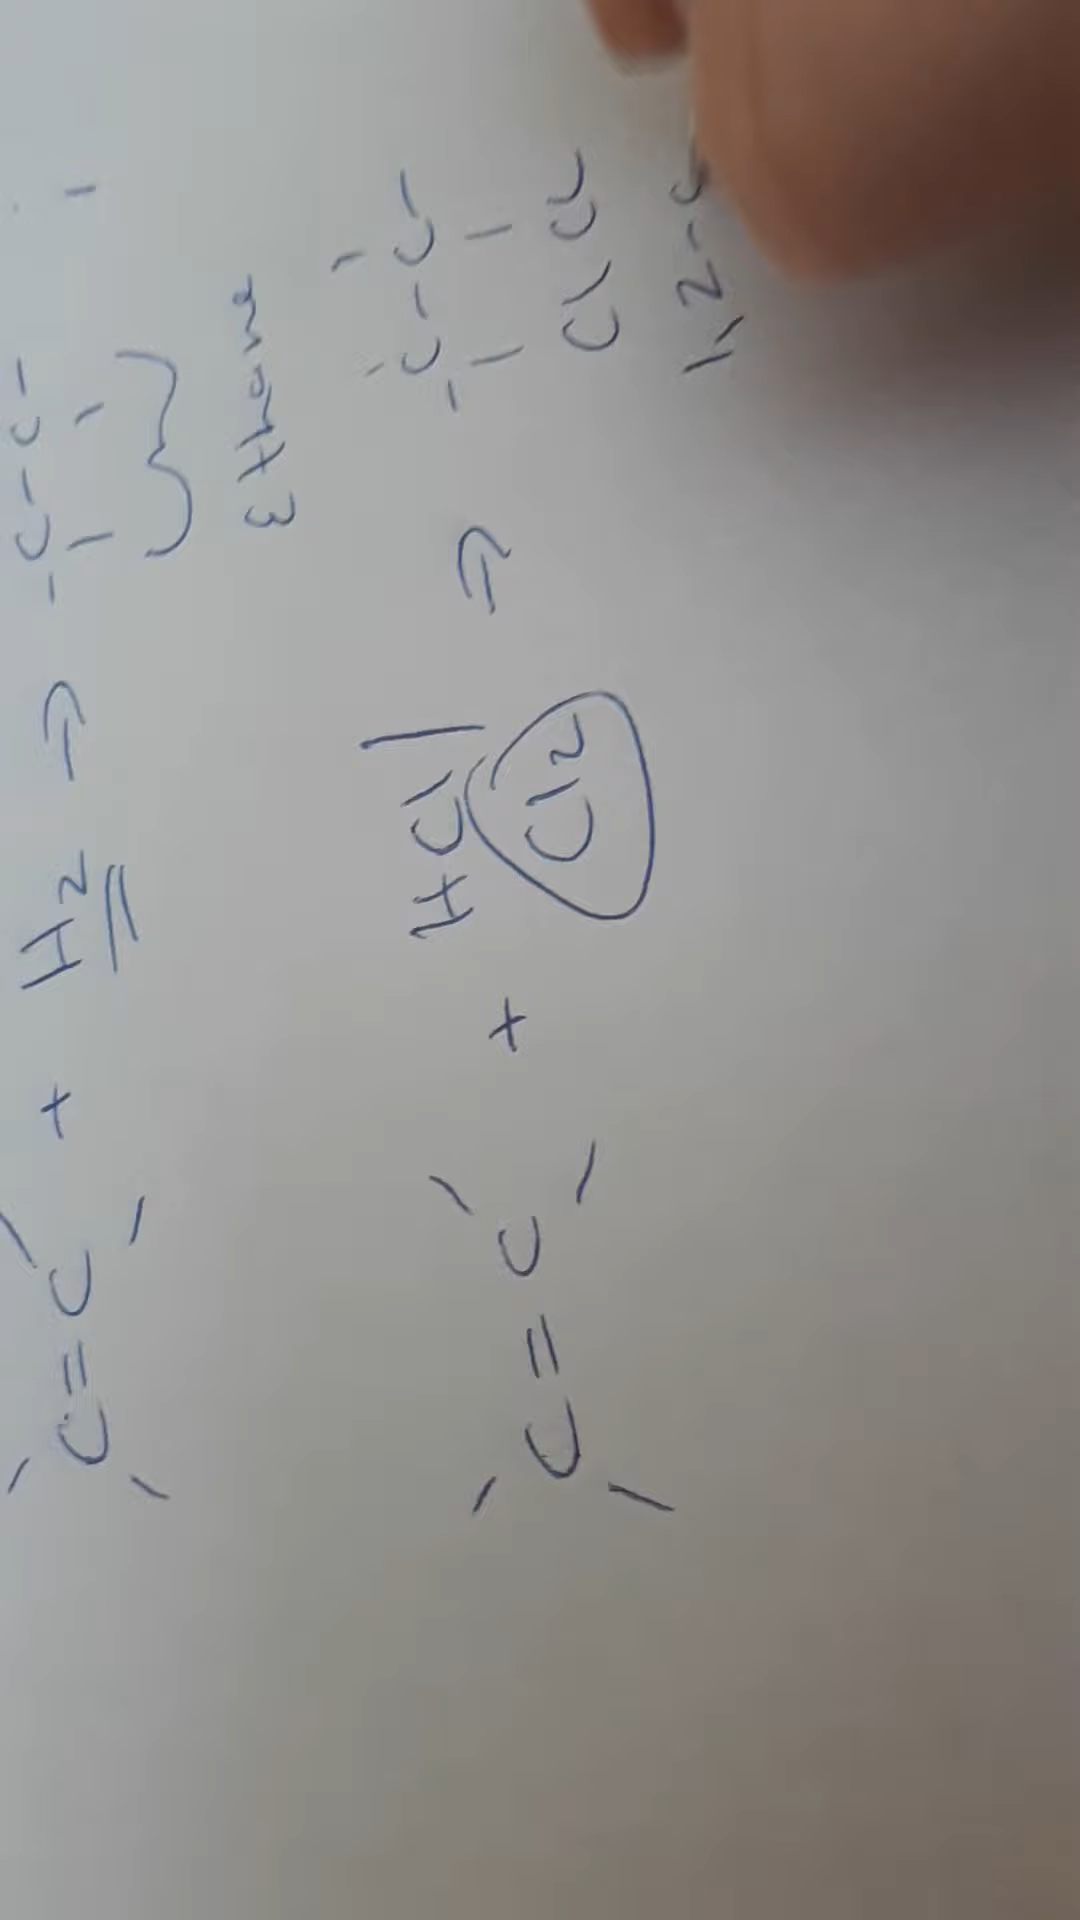 C = C + H2 → - C - C -
Ethane
HCl
C = C + Cl2 → - C - C -
Cl Cl
1,2-